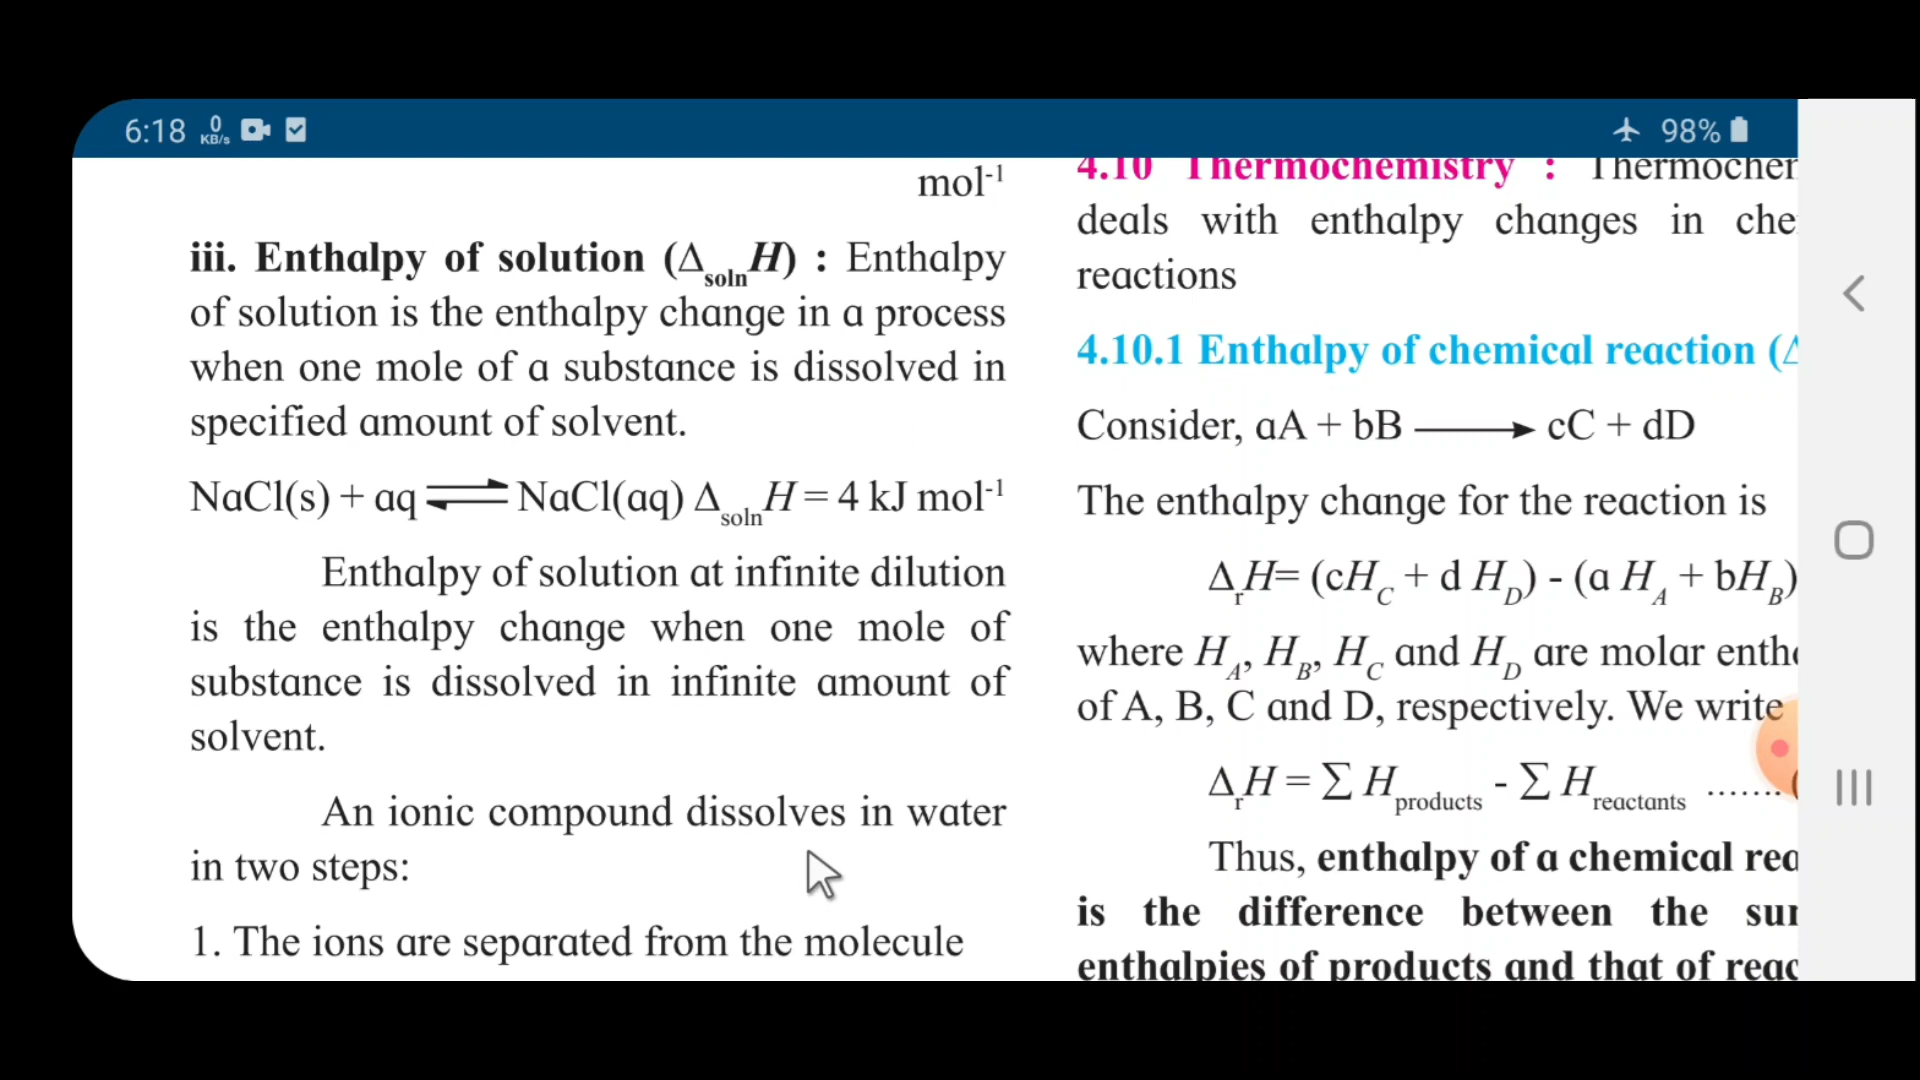 6:18 0 KB/s 98%
mol-1
iii. Enthalpy of solution (ΔsolnH) : Enthalpy
of solution is the enthalpy change in a process
when one mole of a substance is dissolved in
specified amount of solvent.
NaCl(s) + aq ⇌ NaCl(aq) ΔsolnH = 4 kJ mol-1
Enthalpy of solution at infinite dilution
is the enthalpy change when one mole of
substance is dissolved in infinite amount of
solvent.
An ionic compound dissolves in water
in two steps:
1. The ions are separated from the molecule
4.10 Thermochemistry : Thermocher
deals with enthalpy changes in che
reactions
4.10.1 Enthalpy of chemical reaction (Δ
Consider, aA + bB ⟶ cC + dD
The enthalpy change for the reaction is
ΔrH= (cHC + d HD) - (a HA + bHB)
where HA, HB, HC and HD are molar entha
of A, B, C and D, respectively. We write
ΔrH = ∑ Hproducts - ∑ Hreactants ....... (
Thus, enthalpy of a chemical rea
is the difference between the sum
enthalpies of products and that of reac